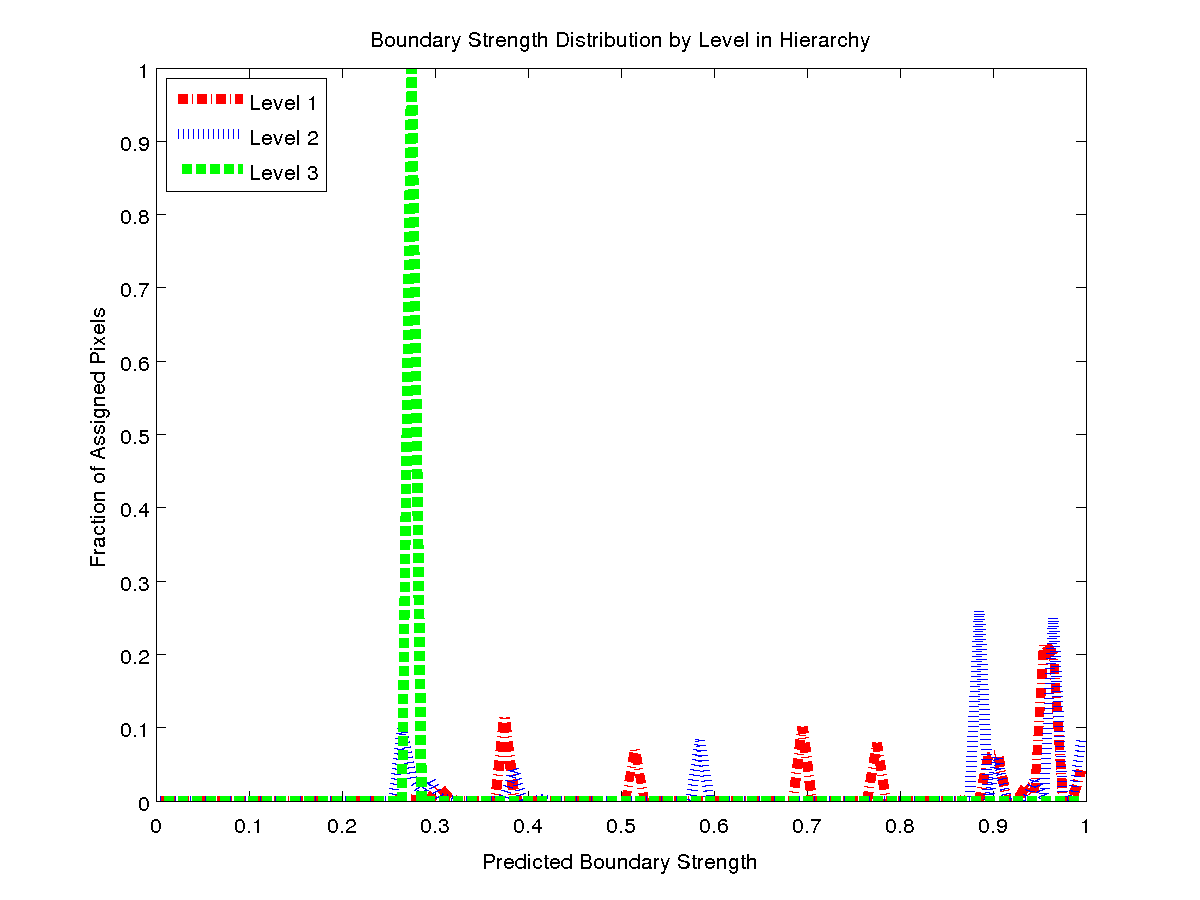 Boundary Strength Distribution by Level in Hierarchy
Level 1
Level 2
Level 3
Fraction of Assigned Pixels
1
0.9
0.8
0.7
0.6
0.5
0.4
0.3
0.2
0.1
0
0 0.1 0.2 0.3 0.4 0.5 0.6 0.7 0.8 0.9 1
Predicted Boundary Strength